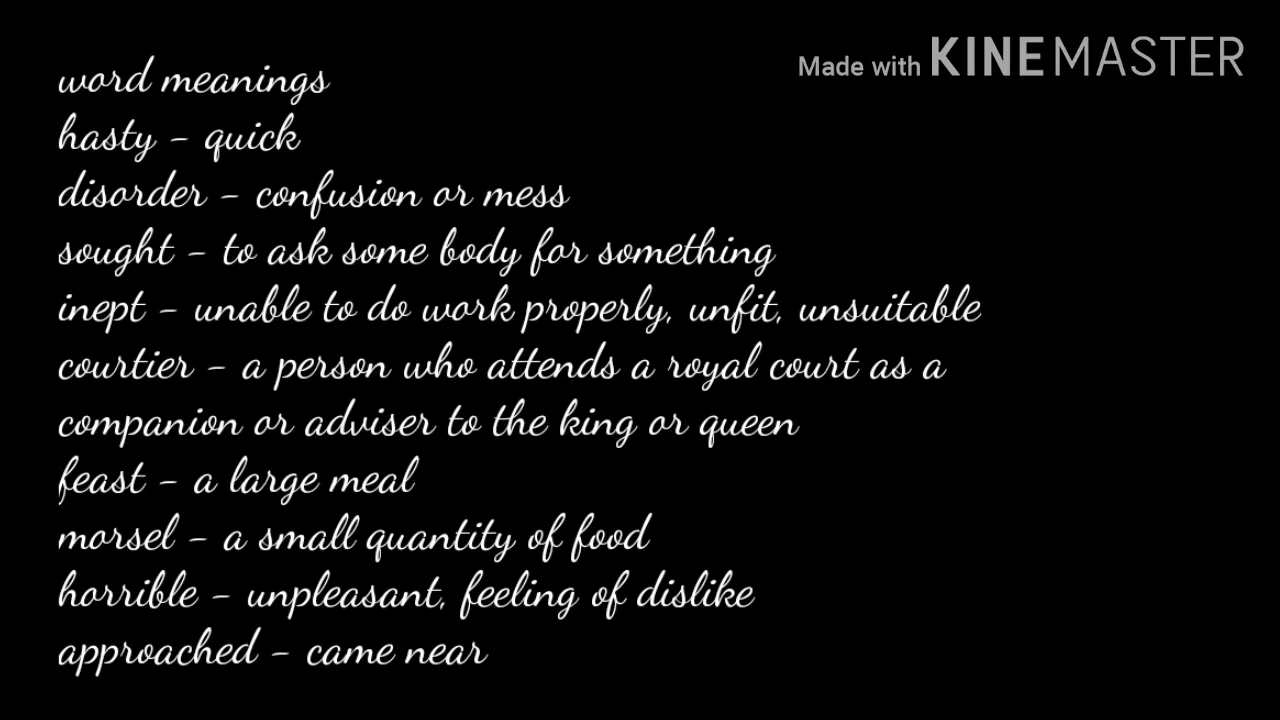 Made with KINEMASTER
word meanings
hasty - quick
disorder - confusion or mess
sought - to ask some body for something
inept - unable to do work properly, unfit, unsuitable
courtier - a person who attends a royal court as a
companion or adviser to the king or queen
feast - a large meal
morsel - a small quantity of food
horrible - unpleasant, feeling of dislike
approached - came near